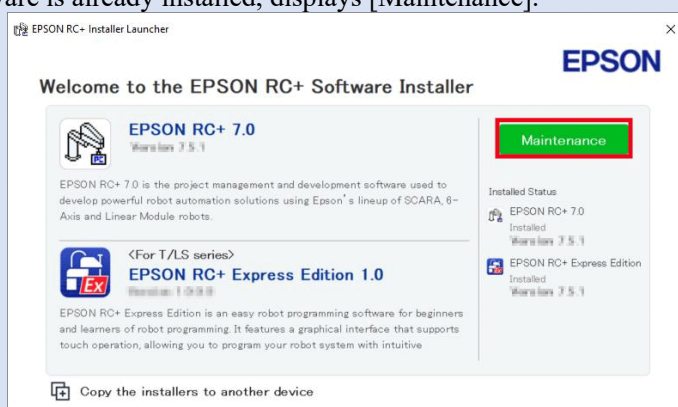 ware is already installed, displays [Maintenance].
EPSON RC+ Installer Launcher
EPSON
Welcome to the EPSON RC+ Software Installer
EPSON RC+ 7.0
EPSON RC+ 7.0 is the project management and development software used to
develop powerful robot automation solutions using Epson's lineup of SCARA, 6-
Axis and Linear Module robots.
<For T/LS series>
EPSON RC+ Express Edition 1.0
EPSON RC+ Express Edition is an easy robot programming software for beginners
and learners of robot programming. It features a graphical interface that supports
touch operation, allowing you to program your robot system with intuitive
Maintenance
Installed Status
EPSON RC+ 7.0
Installed
EPSON RC+ Express Edition
Installed
Copy the installers to another device
PC
Ex